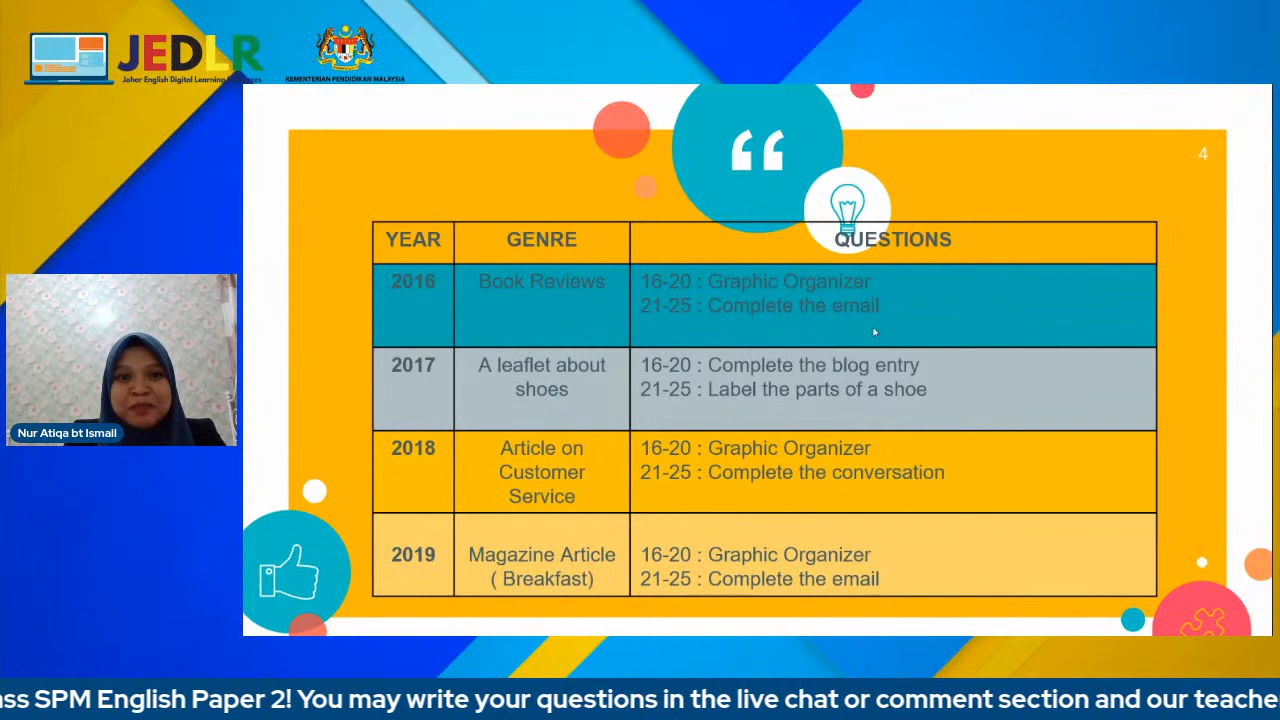 JEDLR
Johor English Digital Learning
KEMENTERIAN PENDIDIKAN MALAYSIA
4
YEAR GENRE QUESTIONS
2016 Book Reviews 16-20 : Graphic Organizer
21-25 : Complete the email
2017 A leaflet about shoes 16-20 : Complete the blog entry
21-25 : Label the parts of a shoe
2018 Article on Customer Service 16-20 : Graphic Organizer
21-25 : Complete the conversation
2019 Magazine Article ( Breakfast) 16-20 : Graphic Organizer
21-25 : Complete the email
Nur Atiqa bt Ismail
SPM English Paper 2! You may write your questions in the live chat or comment section and our